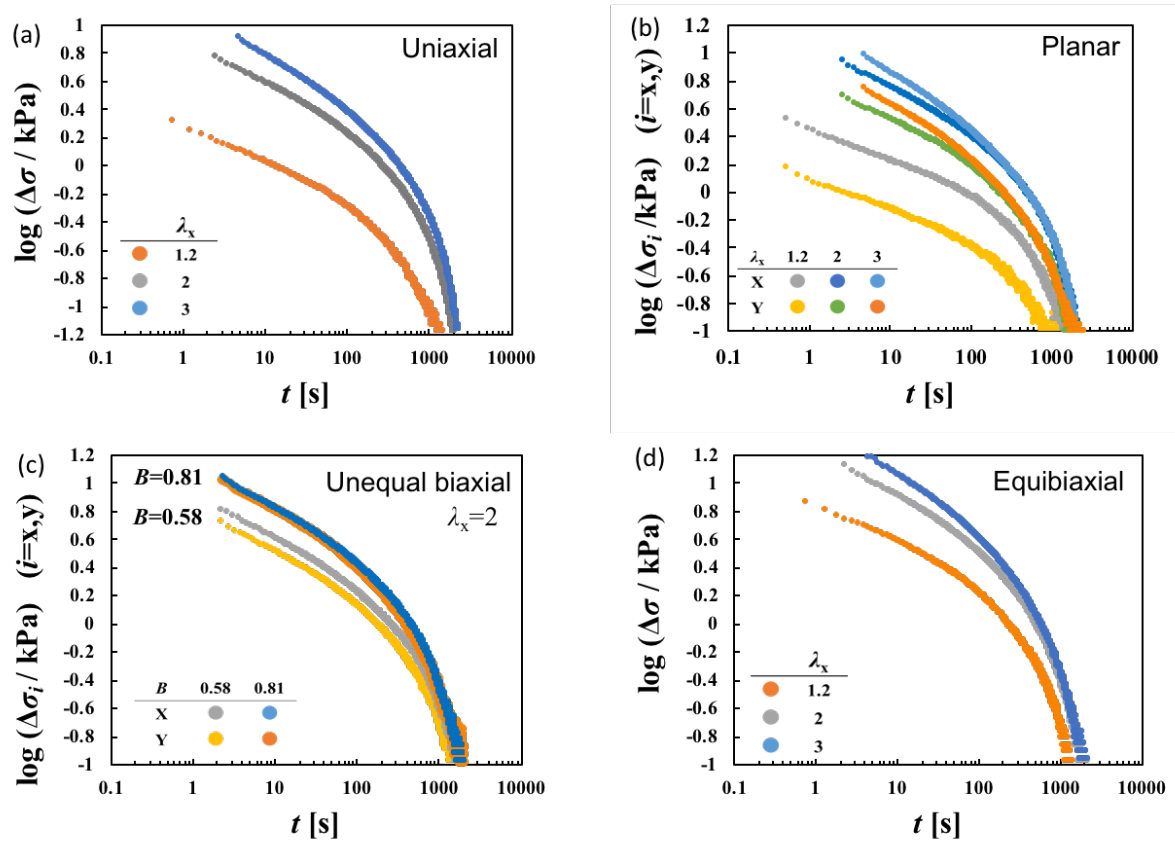 (a)
Uniaxial
log (Δσ / kPa)
1
0.8
0.6
0.4
0.2
0
-0.2
-0.4
-0.6
-0.8
-1
-1.2
λx
1.2
2
3
0.1 1 10 100 1000 10000
t [s]
(b)
Planar
log (Δσi /kPa) (i=x,y)
1.2
1
0.8
0.6
0.4
0.2
0
-0.2
-0.4
-0.6
-0.8
-1
λx 1.2 2 3
X
Y
0.1 1 10 100 1000 10000
t [s]
(c)
Unequal biaxial
λx=2
B=0.81
B=0.58
log (Δσi / kPa) (i=x,y)
1.2
1
0.8
0.6
0.4
0.2
0
-0.2
-0.4
-0.6
-0.8
-1
B 0.58 0.81
X
Y
0.1 1 10 100 1000 10000
t [s]
(d)
Equibiaxial
log (Δσ / kPa)
1.2
1
0.8
0.6
0.4
0.2
0
-0.2
-0.4
-0.6
-0.8
-1
λx
1.2
2
3
0.1 1 10 100 1000 10000
t [s]